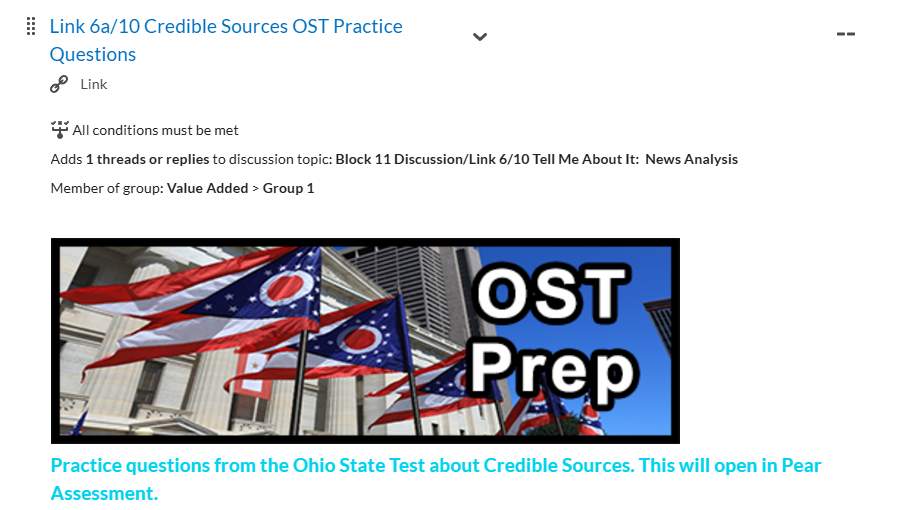 Link 6a/10 Credible Sources OST Practice
Questions
Link
All conditions must be met
Adds 1 threads or replies to discussion topic: Block 11 Discussion/Link 6/10 Tell Me About It:  News Analysis
Member of group: Value Added > Group 1
OST
Prep
Practice questions from the Ohio State Test about Credible Sources. This will open in Pear
Assessment.